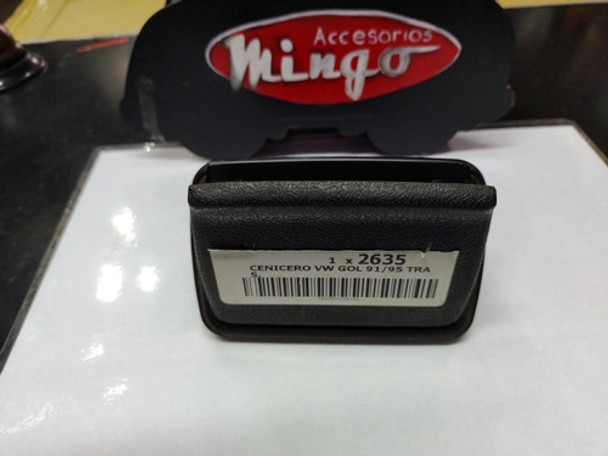 Accesorios
Mingo
1 x 2635
CENICERO VW GOL 91/95 TRA
S